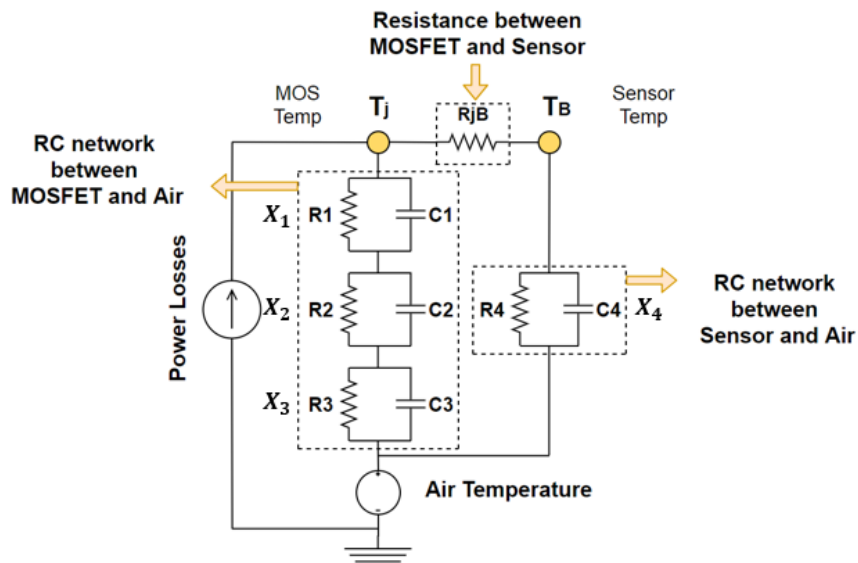 Resistance between
MOSFET and Sensor
MOS
Temp
Tj
RjB
TB
Sensor
Temp
RC network
between
MOSFET and Air
X1
R1
C1
Power Losses
X2
R2
C2
R4
C4
X4
RC network
between
Sensor and Air
X3
R3
C3
+
-
Air Temperature